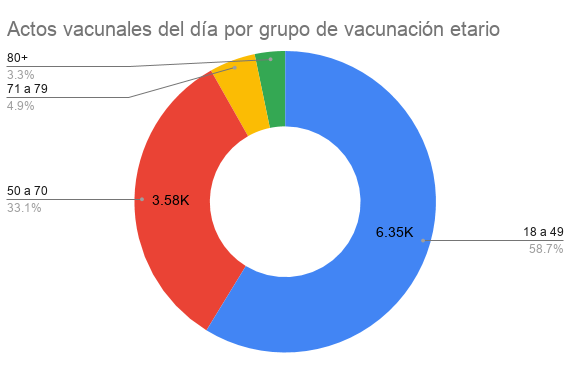 Actos vacunales del día por grupo de vacunación etario
80+
3.3%
71 a 79
4.9%
50 a 70
33.1%
3.58K
6.35K
18 a 49
58.7%